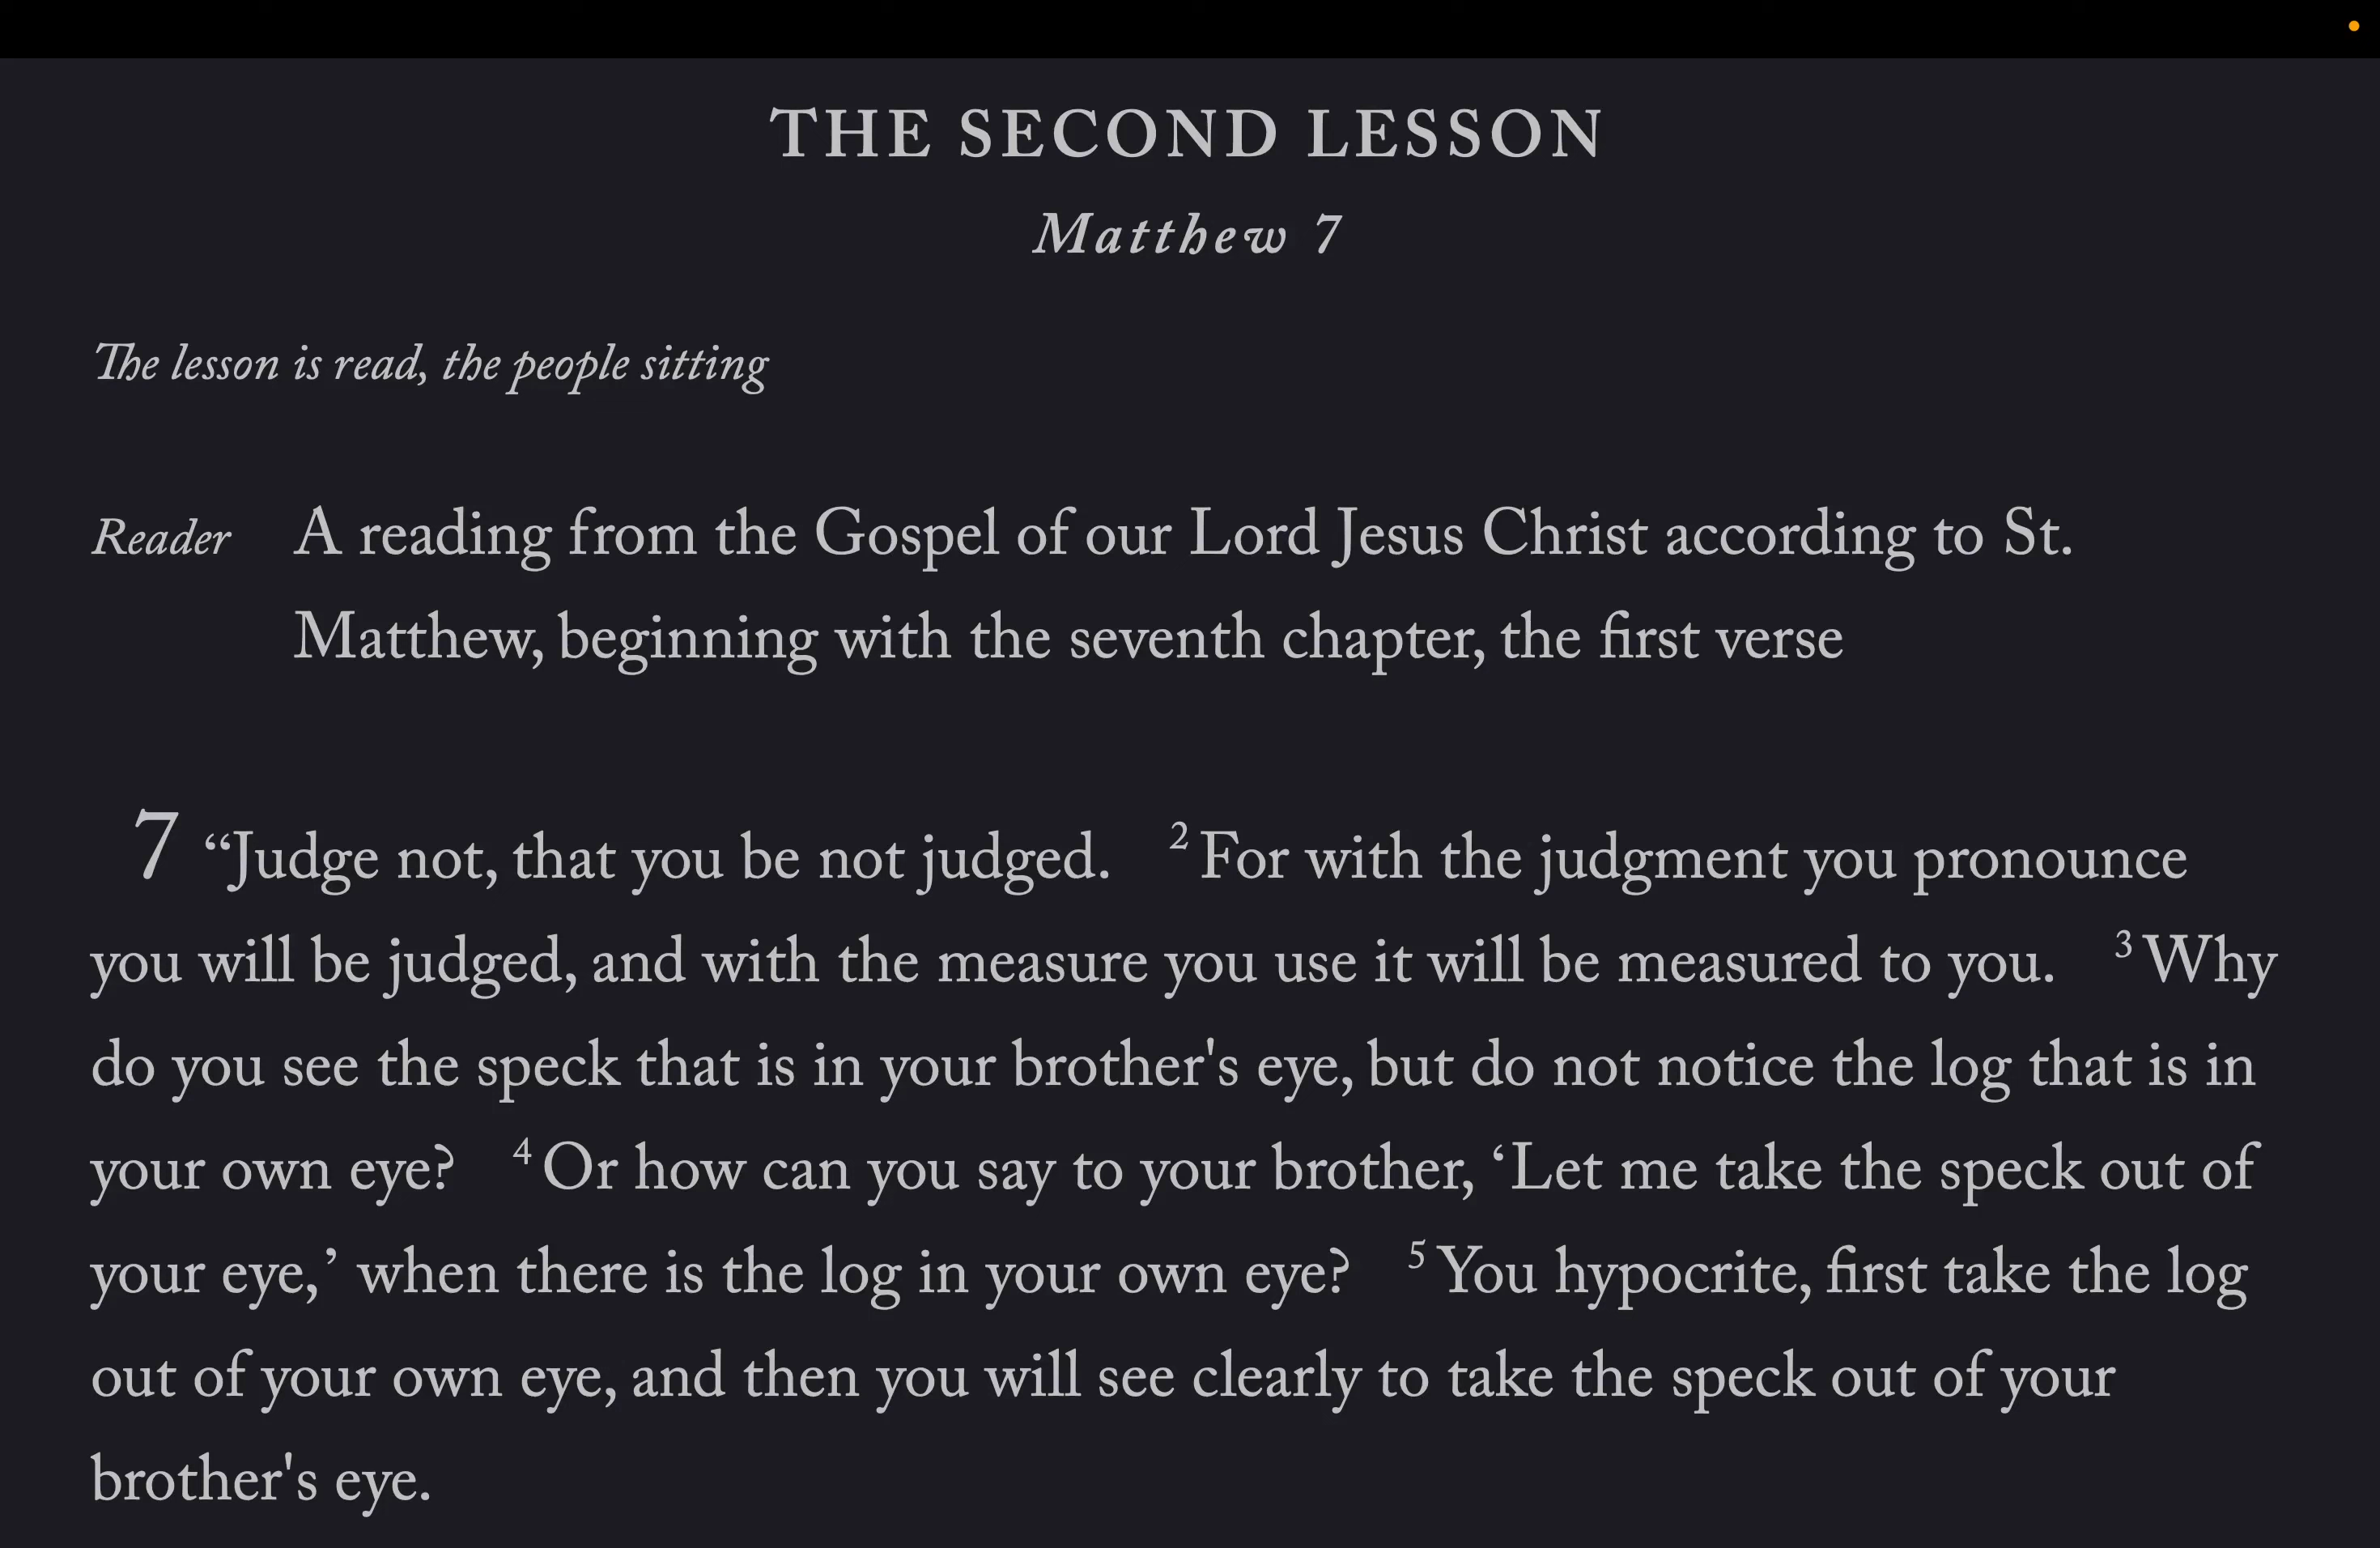 THE SECOND LESSON
Matthew 7
The lesson is read, the people sitting
Reader A reading from the Gospel of our Lord Jesus Christ according to St.
Matthew, beginning with the seventh chapter, the first verse
7 “Judge not, that you be not judged. 2 For with the judgment you pronounce
you will be judged, and with the measure you use it will be measured to you. 3 Why
do you see the speck that is in your brother's eye, but do not notice the log that is in
your own eye? 4 Or how can you say to your brother, ‘Let me take the speck out of
your eye,’ when there is the log in your own eye? 5 You hypocrite, first take the log
out of your own eye, and then you will see clearly to take the speck out of your
brother's eye.